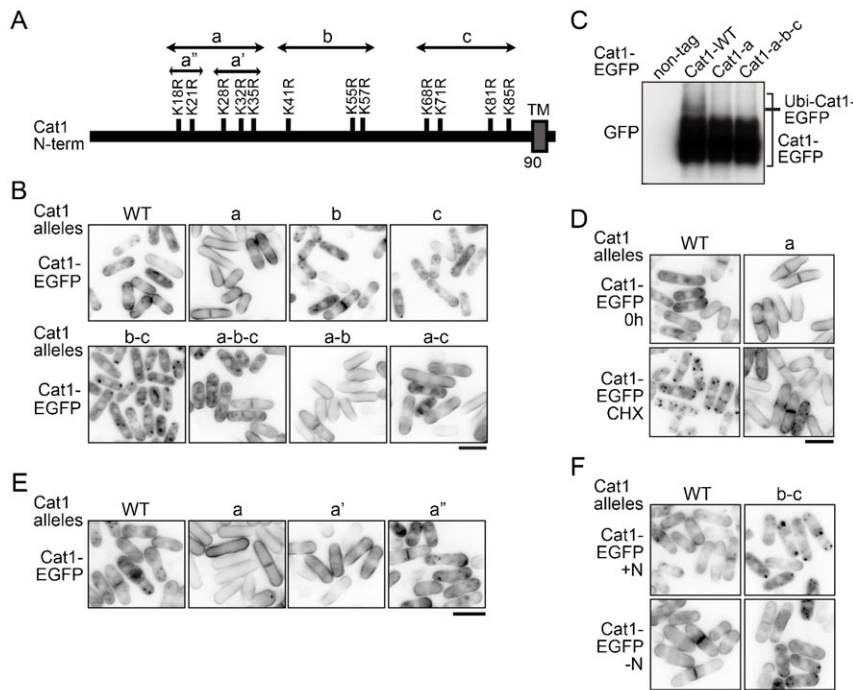 A
a
b
c
a"
a'
K18R
K21R
K28R
K32R
K35R
K41R
K55R
K57R
K68R
K71R
K81R
K85R
TM
Cat1
N-term
90
B
Cat1
alleles
WT
a
b
c
Cat1-
EGFP
Cat1
alleles
b-c
a-b-c
a-b
a-c
Cat1-
EGFP
C
Cat1-
EGFP
non-tag
Cat1-WT
Cat1-a
Cat1-a-b-c
GFP
Ubi-Cat1-
EGFP
Cat1-
EGFP
D
Cat1
alleles
WT
a
Cat1-
EGFP
0h
Cat1-
EGFP
CHX
E
Cat1
alleles
WT
a
a'
a"
Cat1-
EGFP
F
Cat1
alleles
WT
b-c
Cat1-
EGFP
+N
Cat1-
EGFP
-N